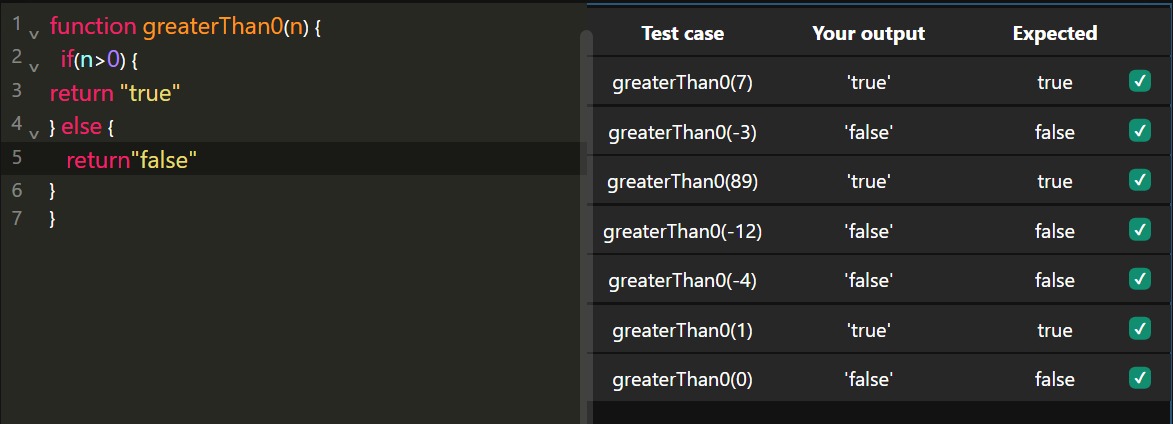 1 function greaterThan0(n) {
2 if(n>0) {
3 return "true"
4 } else {
5 return"false"
6 }
7 }
Test case Your output Expected
greaterThan0(7) 'true' true
greaterThan0(-3) 'false' false
greaterThan0(89) 'true' true
greaterThan0(-12) 'false' false
greaterThan0(-4) 'false' false
greaterThan0(1) 'true' true
greaterThan0(0) 'false' false